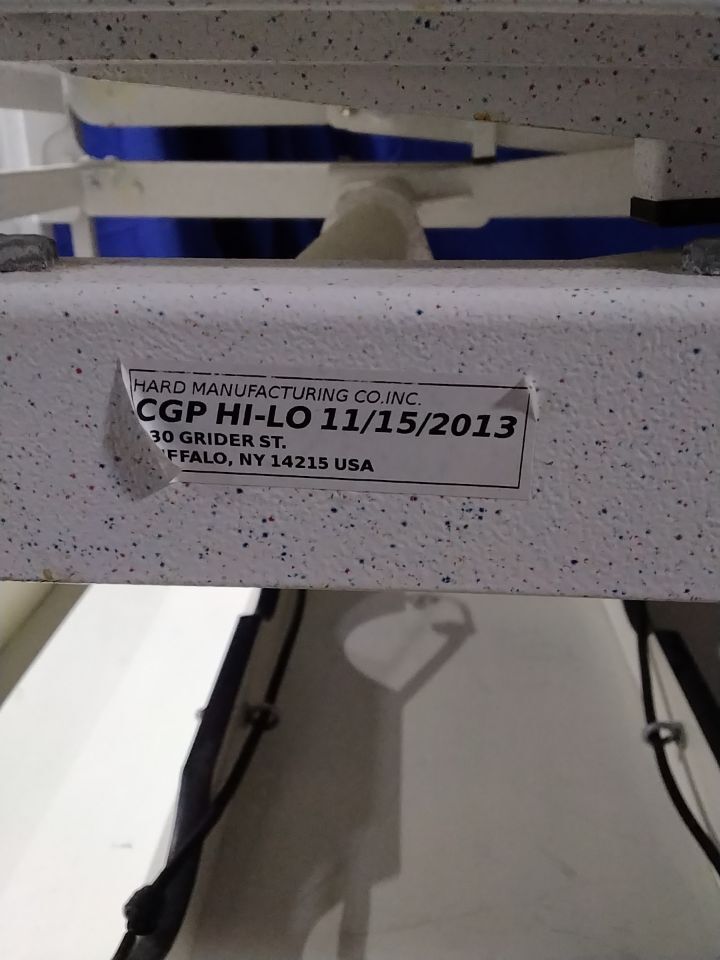 HARD MANUFACTURING CO.INC.
CGP HI-LO 11/15/2013
30 GRIDER ST.
FFALO, NY 14215 USA